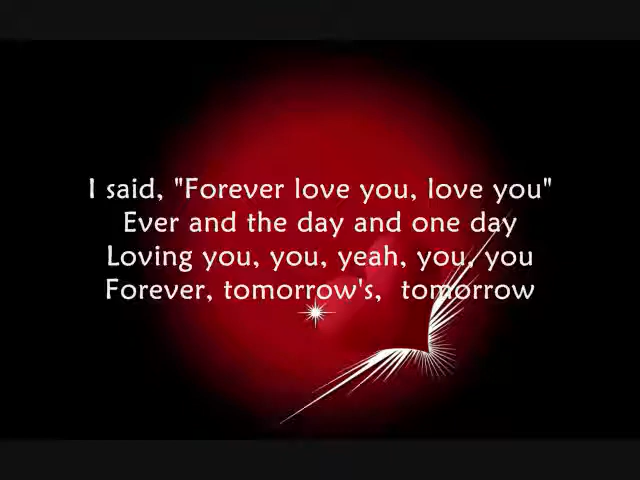 I said, "Forever love you, love you"
Ever and the day and one day
Loving you, you, yeah, you, you
Forever, tomorrow's, tomorrow